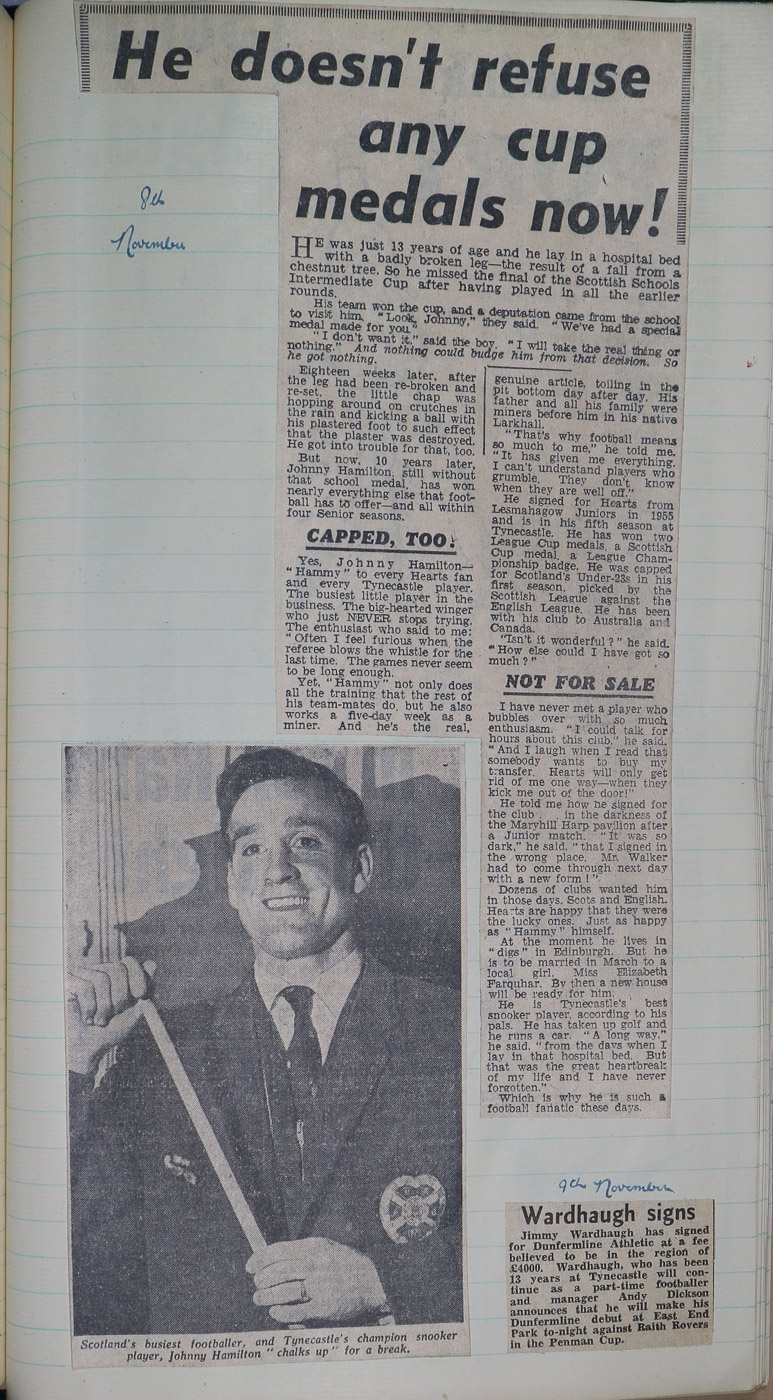 He doesn't refuse
any cup
medals now!
8th
November
HE was just 13 years of age and he lay in a hospital bed
with a badly broken leg—the result of a fall from a
chestnut tree. So he missed the final of the Scottish Schools
Intermediate Cup after having played in all the earlier
rounds.
His team won the cup, and a deputation came from the school
to visit him. "Look, Johnny," they said. "We've had a special
medal made for you."
"I don't want it," said the boy. "I will take the real thing or
nothing." And nothing could budge him from that decision. So
he got nothing.
Eighteen weeks later, after
the leg had been re-broken and
re-set, the little chap was
hopping around on crutches in
the rain and kicking a ball with
his plastered foot to such effect
that the plaster was destroyed.
He got into trouble for that, too.
But now, 10 years later,
Johnny Hamilton, still without
that school medal, has won
nearly everything else that foot-
ball has to offer—and all within
four Senior seasons.
CAPPED, TOO!
Yes, Johnny Hamilton—
"Hammy" to every Hearts fan
and every Tynecastle player.
The busiest little player in the
business. The big-hearted winger
who just NEVER stops trying.
The enthusiast who said to me:
"Often I feel furious when the
referee blows the whistle for the
last time. The games never seem
to be long enough.
Yet, "Hammy" not only does
all the training that the rest of
his team-mates do, but he also
works a five-day week as a
miner. And he's the real,
genuine article, toiling in the
pit bottom day after day. His
father and all his family were
miners before him in his native
Larkhall.
"That's why football means
so much to me," he told me.
"It has given me everything.
I can't understand players who
grumble. They don't know
when they are well off."
He signed for Hearts from
Lesmahagow Juniors in 1955
and is in his fifth season at
Tynecastle. He has won two
League Cup medals, a Scottish
Cup medal, a League Cham-
pionship badge. He was capped
for Scotland's Under-23s in his
first season, picked by the
Scottish League against the
English League. He has been
with his club to Australia and
Canada.
"Isn't it wonderful?" he said.
"How else could I have got so
much?"
NOT FOR SALE
I have never met a player who
bubbles over with so much
enthusiasm. "I could talk for
hours about this club," he said.
"And I laugh when I read that
somebody wants to buy my
transfer. Hearts will only get
rid of me one way—when they
kick me out of the door!"
He told me how he signed for
the club . . . in the darkness of
the Maryhill Harp pavilion after
a Junior match. "It was so
dark," he said, "that I signed in
the wrong place. Mr. Walker
had to come through next day
with a new form!"
Dozens of clubs wanted him
in those days, Scots and English.
Hearts are happy that they were
the lucky ones. Just as happy
as "Hammy" himself.
At the moment he lives in
"digs" in Edinburgh. But he
is to be married in March to a
local girl, Miss Elizabeth
Farquhar. By then a new house
will be ready for him.
He is Tynecastle's best
snooker player, according to his
pals. He has taken up golf and
he runs a car. "A long way,"
he said, "from the days when I
lay in that hospital bed. But
that was the great heartbreak
of my life and I have never
forgotten."
Which is why he is such a
football fanatic these days.
Scotland's busiest footballer, and Tynecastle's champion snooker
player, Johnny Hamilton "chalks up" for a break.
9th November
Wardhaugh signs
Jimmy Wardhaugh has signed
for Dunfermline Athletic at a fee
believed to be in the region of
£4000. Wardhaugh, who has been
13 years at Tynecastle will con-
tinue as a part-time footballer
and manager Andy Dickson
announces that he will make his
Dunfermline debut at East End
Park to-night against Raith Rovers
in the Penman Cup.